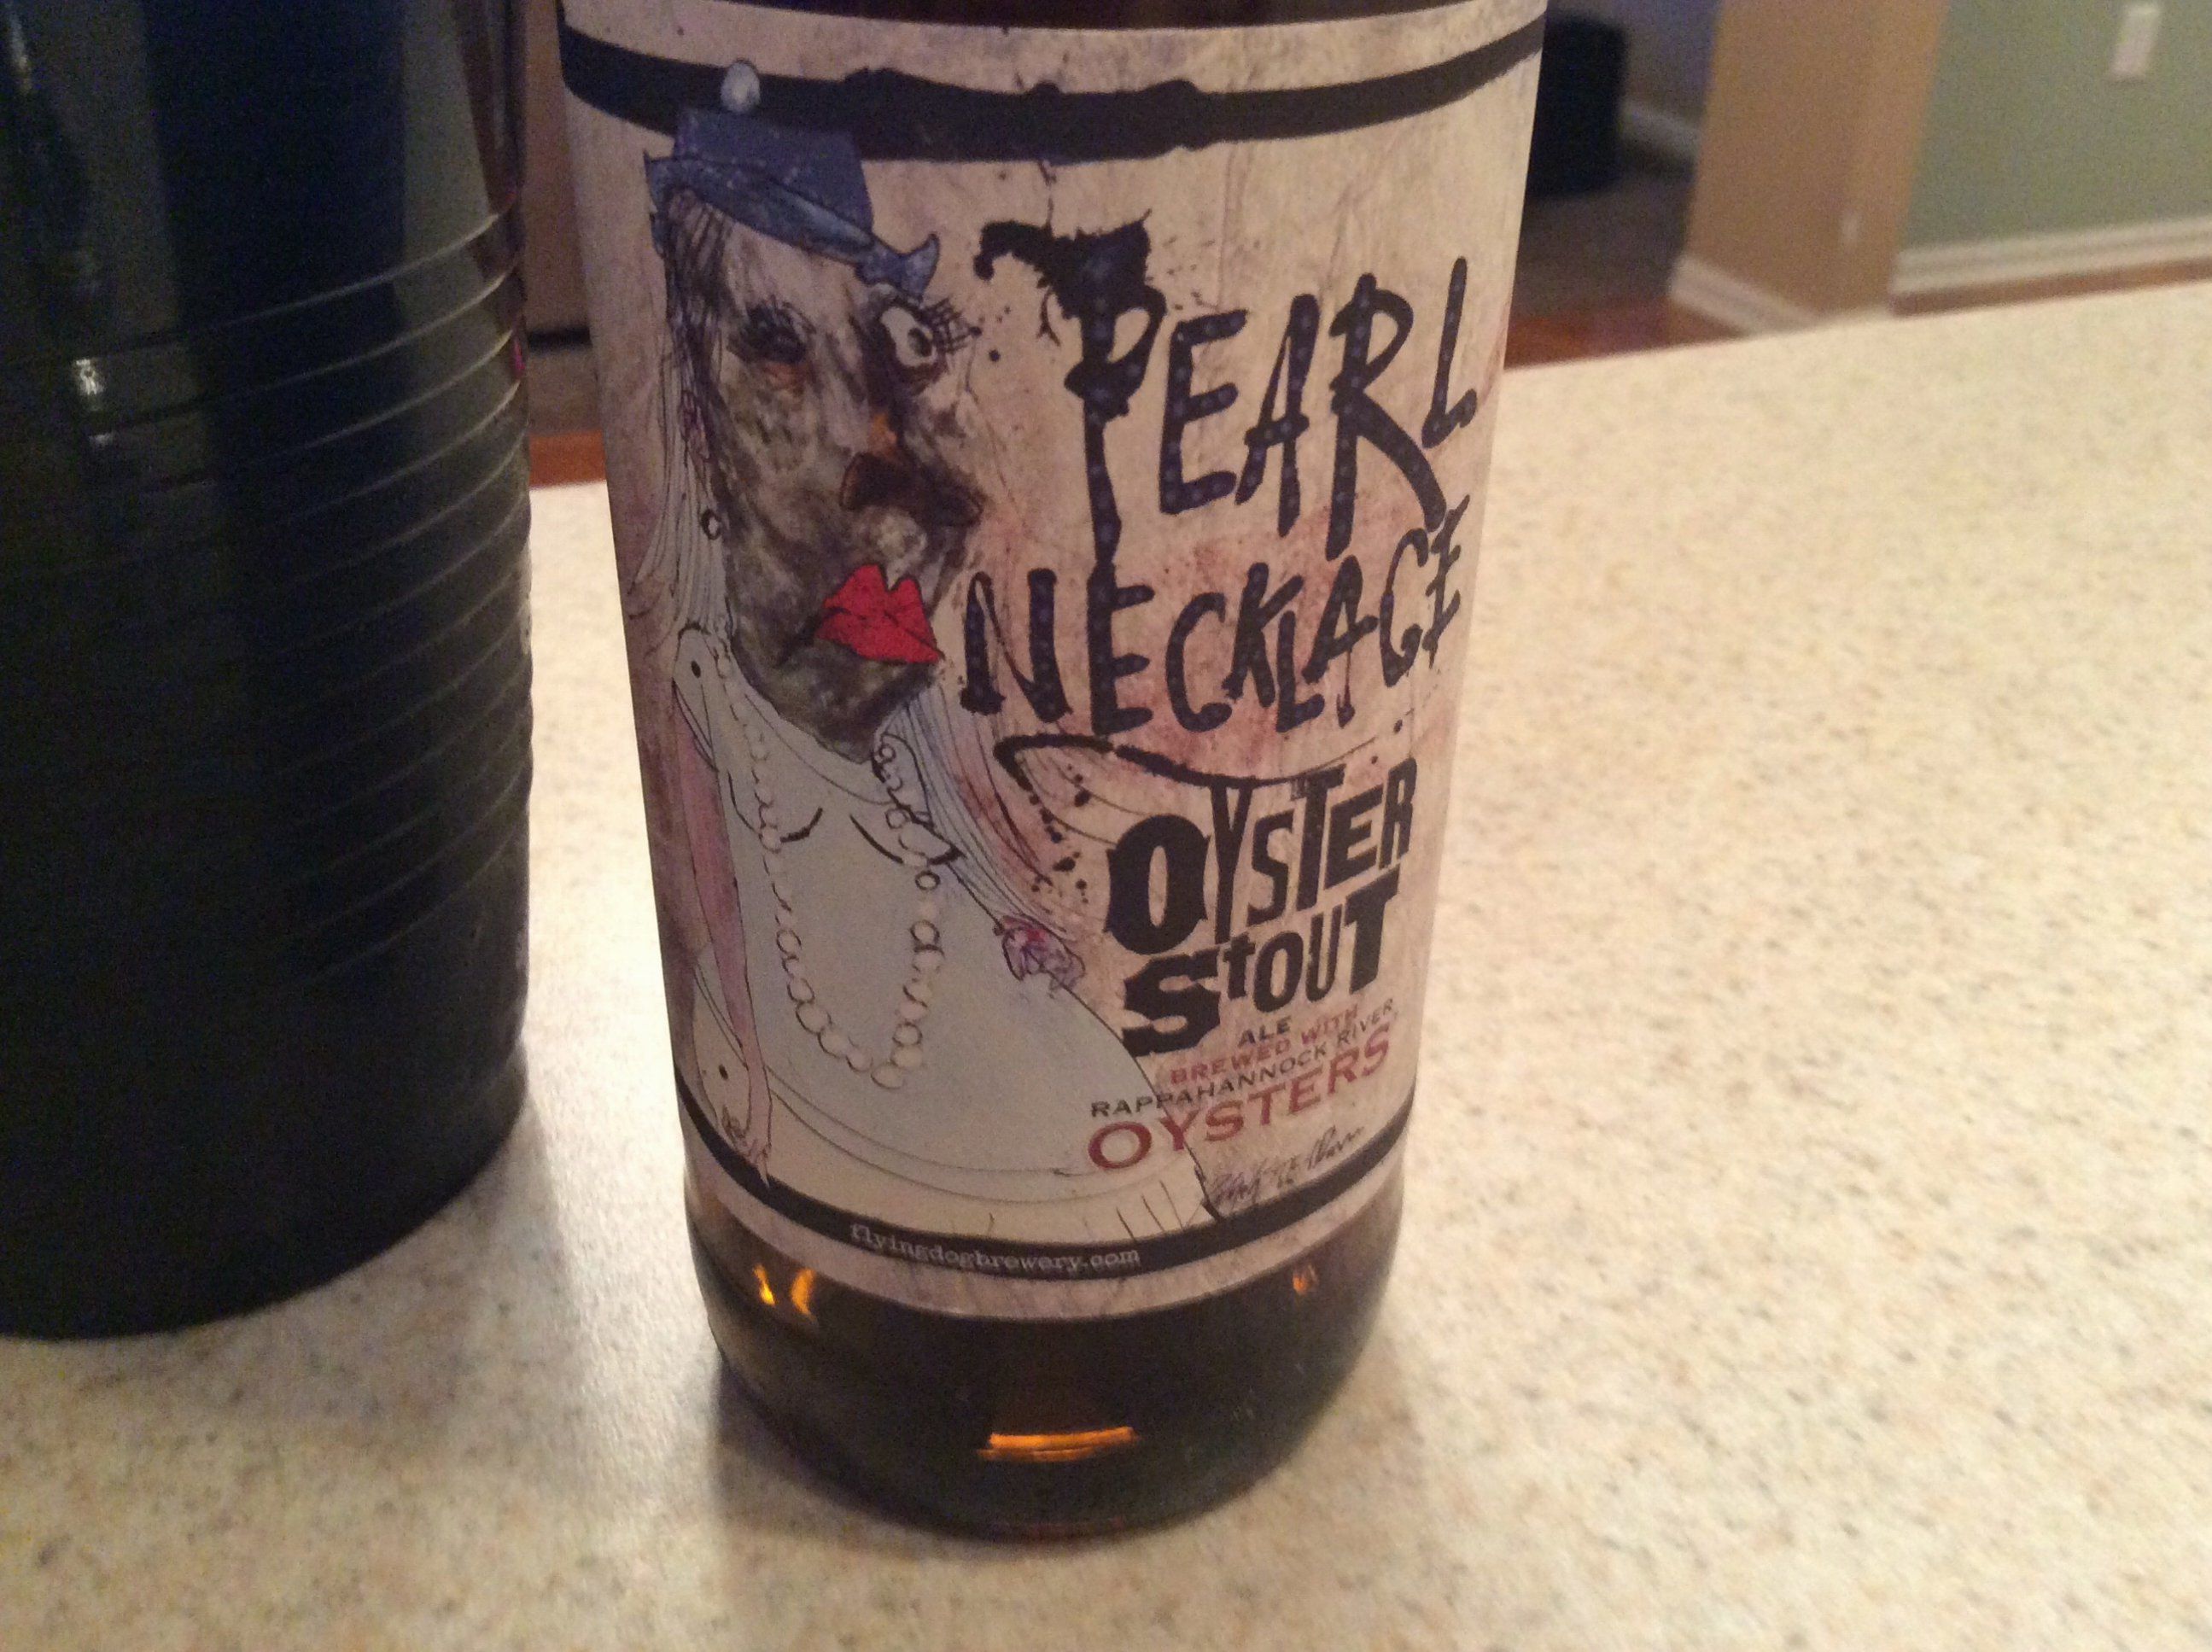 PEARL
NECKLACE
OYSTER
STOUT
ALE
BREWED WITH
RAPPAHANNOCK RIVER
OYSTERS
flyingdogbrewery.com